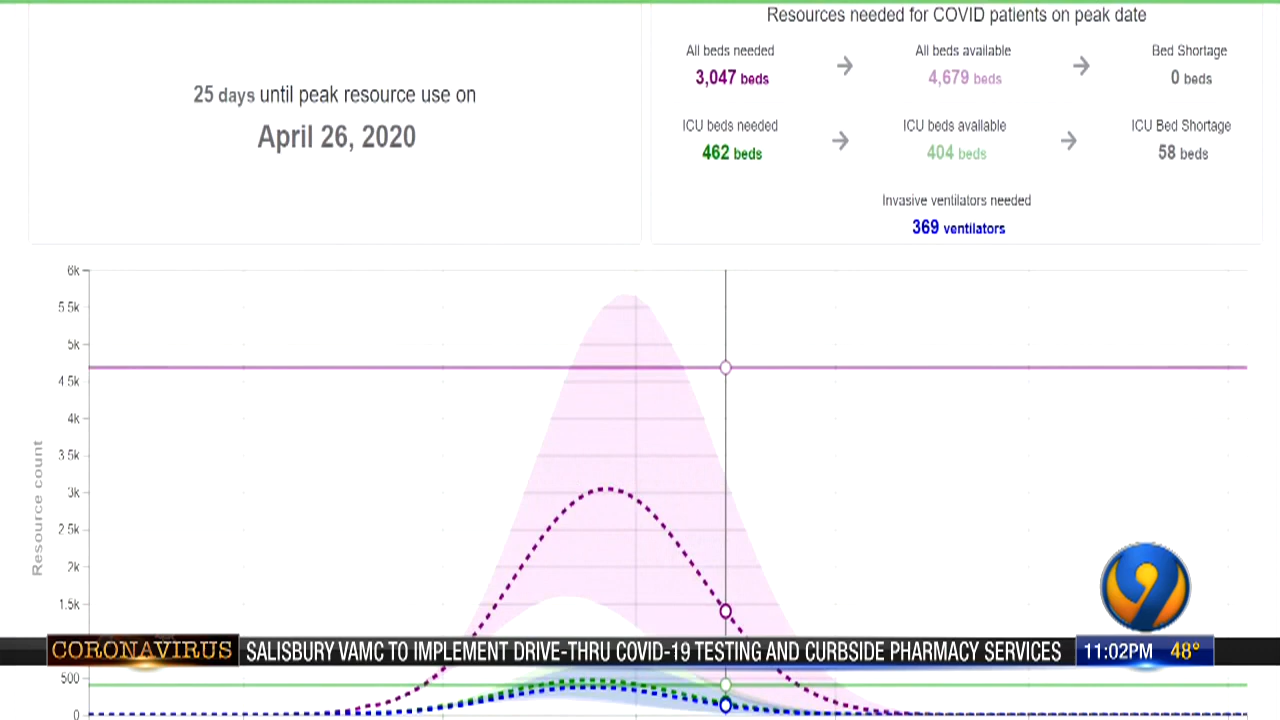 Resources needed for COVID patients on peak date
All beds needed
All beds available
Bed Shortage
3,047 beds
4,679 beds
0 beds
25 days until peak resource use on
April 26, 2020
ICU beds needed
ICU beds available
ICU Bed Shortage
462 beds
404 beds
58 beds
Invasive ventilators needed
369 ventilators
6k
5.5k
5k
4.5k
4k
3.5k
3k
2.5k
2k
1.5k
500
0
Resource count
9
CORONAVIRUS
SALISBURY VAMC TO IMPLEMENT DRIVE-THRU COVID-19 TESTING AND CURBSIDE PHARMACY SERVICES
11:02PM 48°